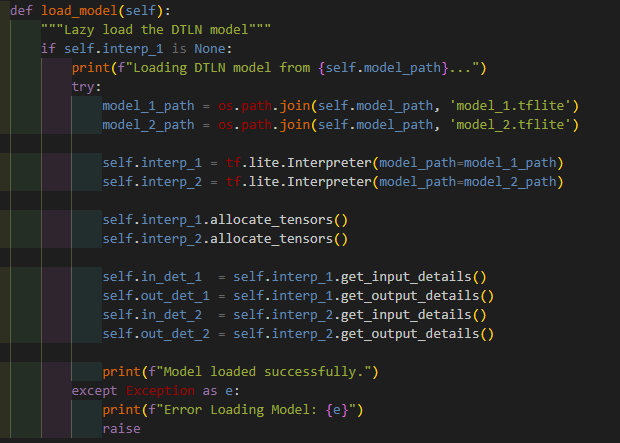 def load_model(self):
    """Lazy load the DTLN model"""
    if self.interp_1 is None:
        print(f"Loading DTLN model from {self.model_path}...")
        try:
            model_1_path = os.path.join(self.model_path, 'model_1.tflite')
            model_2_path = os.path.join(self.model_path, 'model_2.tflite')

            self.interp_1 = tf.lite.Interpreter(model_path=model_1_path)
            self.interp_2 = tf.lite.Interpreter(model_path=model_2_path)

            self.interp_1.allocate_tensors()
            self.interp_2.allocate_tensors()

            self.in_det_1  = self.interp_1.get_input_details()
            self.out_det_1 = self.interp_1.get_output_details()
            self.in_det_2  = self.interp_2.get_input_details()
            self.out_det_2 = self.interp_2.get_output_details()

            print(f"Model loaded successfully.")
        except Exception as e:
            print(f"Error Loading Model: {e}")
            raise